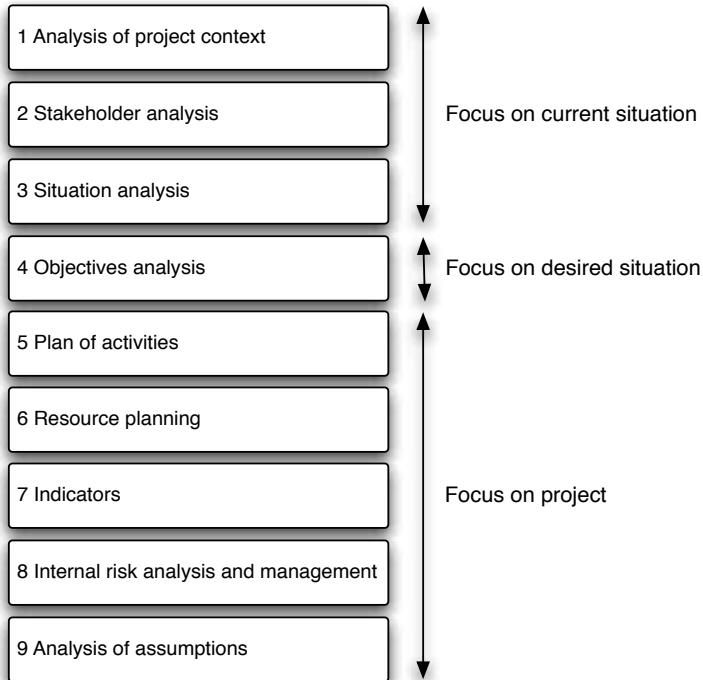 1 Analysis of project context
2 Stakeholder analysis
Focus on current situation
3 Situation analysis
4 Objectives analysis
Focus on desired situation
5 Plan of activities
6 Resource planning
7 Indicators
Focus on project
8 Internal risk analysis and management
9 Analysis of assumptions